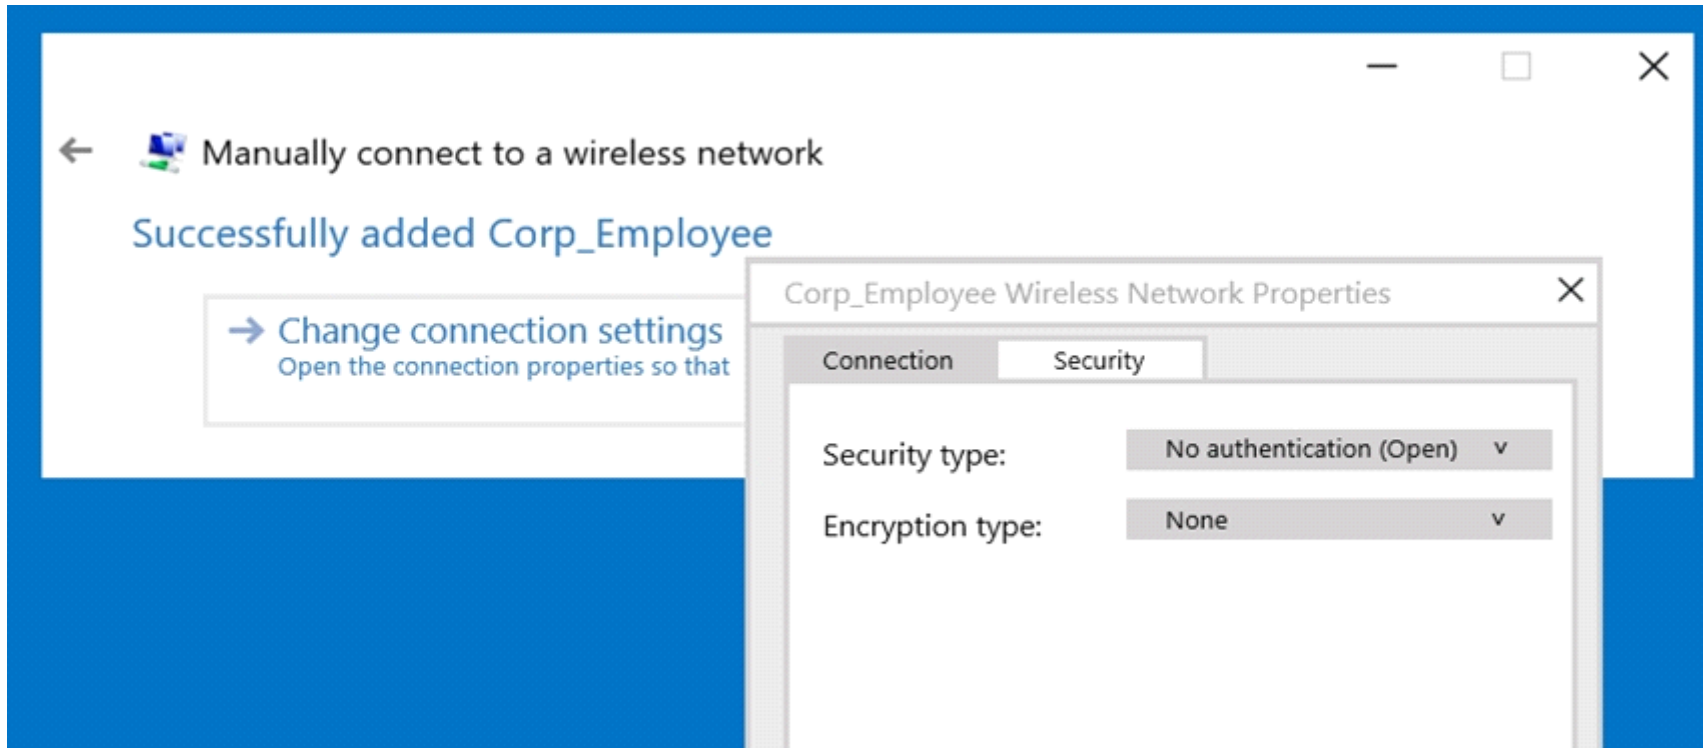 Manually connect to a wireless network
Successfully added Corp_Employee
Change connection settings
Open the connection properties so that
Corp_Employee Wireless Network Properties
Connection Security
Security type: No authentication (Open)
Encryption type: None